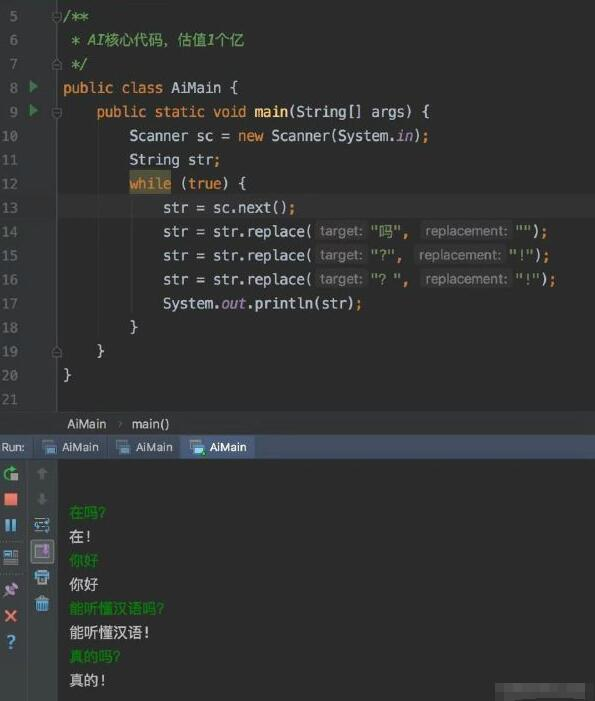 5 /**
6 * AI核心代码，估值1个亿
7 */
8 public class AiMain {
9 public static void main(String[] args) {
10 Scanner sc = new Scanner(System.in);
11 String str;
12 while (true) {
13 str = sc.next();
14 str = str.replace( target: "吗", replacement: "");
15 str = str.replace( target: "?", replacement: "!");
16 str = str.replace( target: "？", replacement: "!");
17 System.out.println(str);
18 }
19 }
20 }
21
AiMain > main()
Run: AiMain AiMain AiMain
在吗？
在！
你好
你好
能听懂汉语吗？
能听懂汉语！
真的吗？
真的！